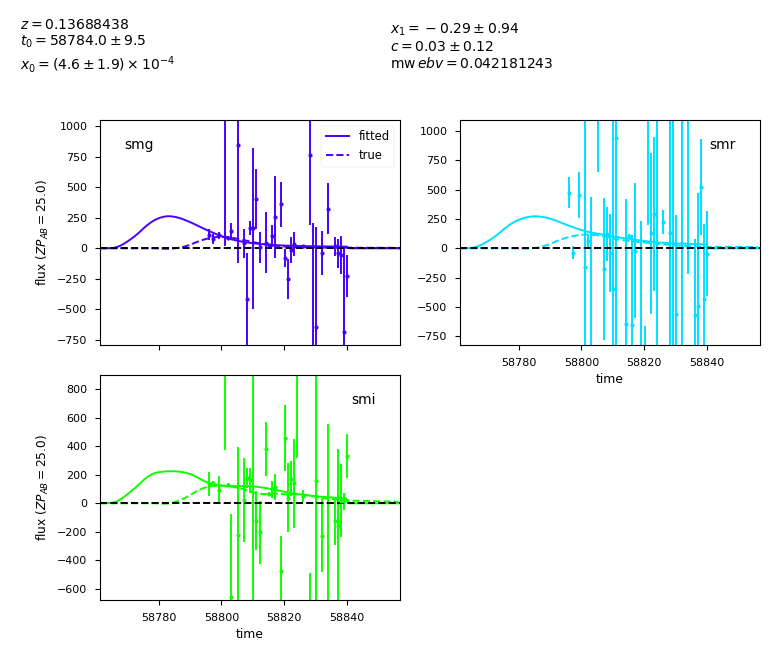 z = 0.13688438
t₀ = 58784.0 ± 9.5
x₀ = (4.6 ± 1.9) × 10⁻⁴
x₁ = −0.29 ± 0.94
c = 0.03 ± 0.12
mw ebv = 0.042181243
smg
fitted
true
1000
750
500
250
0
−250
−500
−750
flux (ZP_AB = 25.0)
smr
1000
750
500
250
0
−250
−500
−750
58780 58800 58820 58840
time
smi
800
600
400
200
0
−200
−400
−600
flux (ZP_AB = 25.0)
58780 58800 58820 58840
time